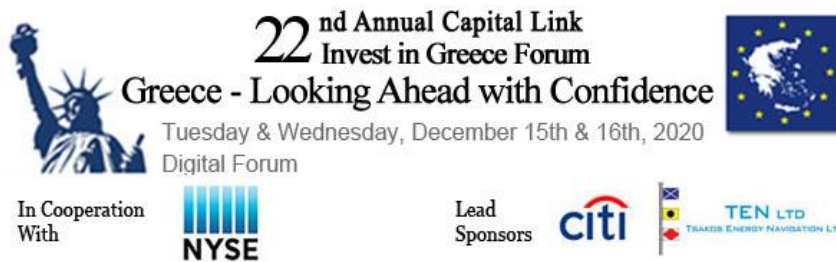 22nd Annual Capital Link
Invest in Greece Forum
Greece - Looking Ahead with Confidence
Tuesday & Wednesday, December 15th & 16th, 2020
Digital Forum
In Cooperation
With
NYSE
Lead
Sponsors
citi
TEN LTD
TSAKOS ENERGY NAVIGATION LT